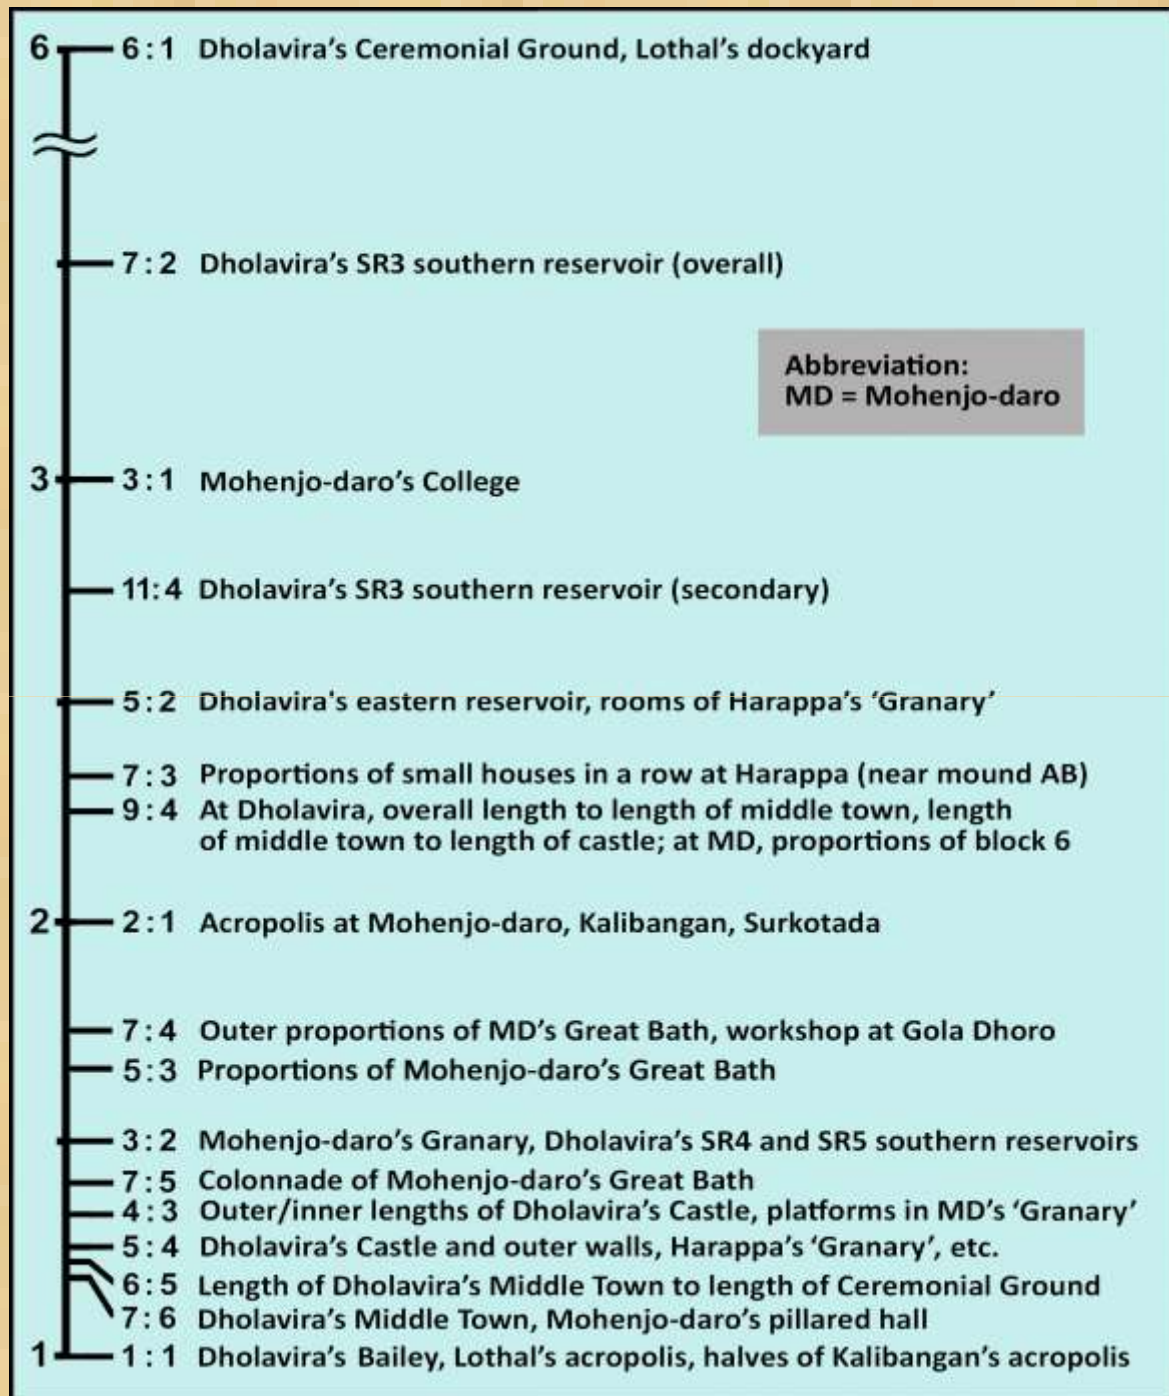 6 6:1 Dholavira’s Ceremonial Ground, Lothal’s dockyard
7:2 Dholavira’s SR3 southern reservoir (overall)
Abbreviation:
MD = Mohenjo-daro
3 3:1 Mohenjo-daro’s College
11:4 Dholavira’s SR3 southern reservoir (secondary)
5:2 Dholavira's eastern reservoir, rooms of Harappa’s ‘Granary’
7:3 Proportions of small houses in a row at Harappa (near mound AB)
9:4 At Dholavira, overall length to length of middle town, length
of middle town to length of castle; at MD, proportions of block 6
2 2:1 Acropolis at Mohenjo-daro, Kalibangan, Surkotada
7:4 Outer proportions of MD’s Great Bath, workshop at Gola Dhoro
5:3 Proportions of Mohenjo-daro’s Great Bath
3:2 Mohenjo-daro’s Granary, Dholavira’s SR4 and SR5 southern reservoirs
7:5 Colonnade of Mohenjo-daro’s Great Bath
4:3 Outer/inner lengths of Dholavira’s Castle, platforms in MD’s ‘Granary’
5:4 Dholavira’s Castle and outer walls, Harappa’s ‘Granary’, etc.
6:5 Length of Dholavira’s Middle Town to length of Ceremonial Ground
7:6 Dholavira’s Middle Town, Mohenjo-daro’s pillared hall
1 1:1 Dholavira’s Bailey, Lothal’s acropolis, halves of Kalibangan’s acropolis